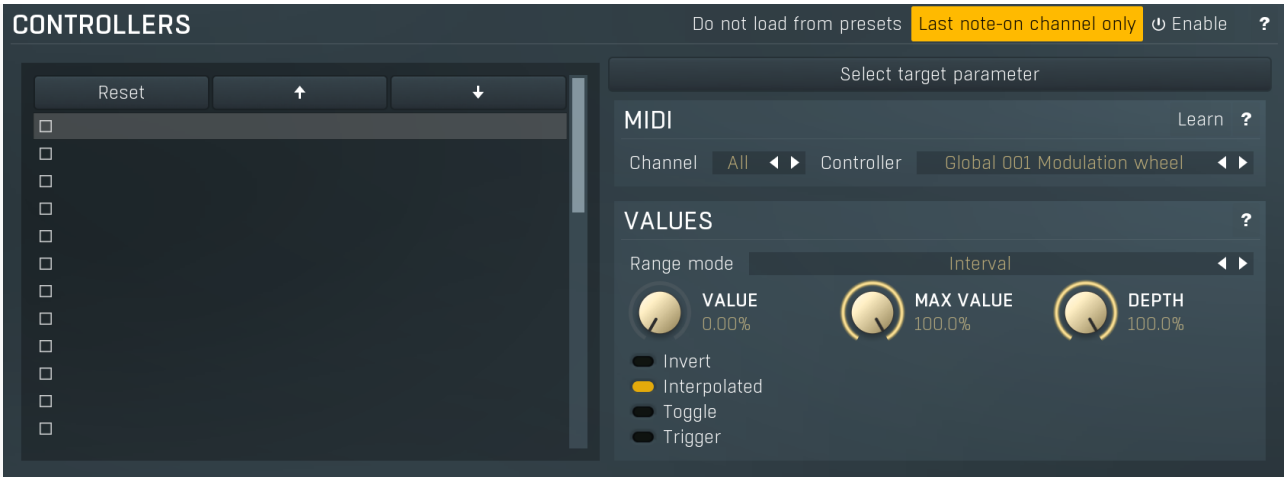 CONTROLLERS
Do not load from presets Last note-on channel only Enable ?
Reset
Select target parameter
MIDI Learn ?
Channel All Controller Global 001 Modulation wheel
VALUES ?
Range mode Interval
VALUE
0.00%
MAX VALUE
100.0%
DEPTH
100.0%
Invert
Interpolated
Toggle
Trigger